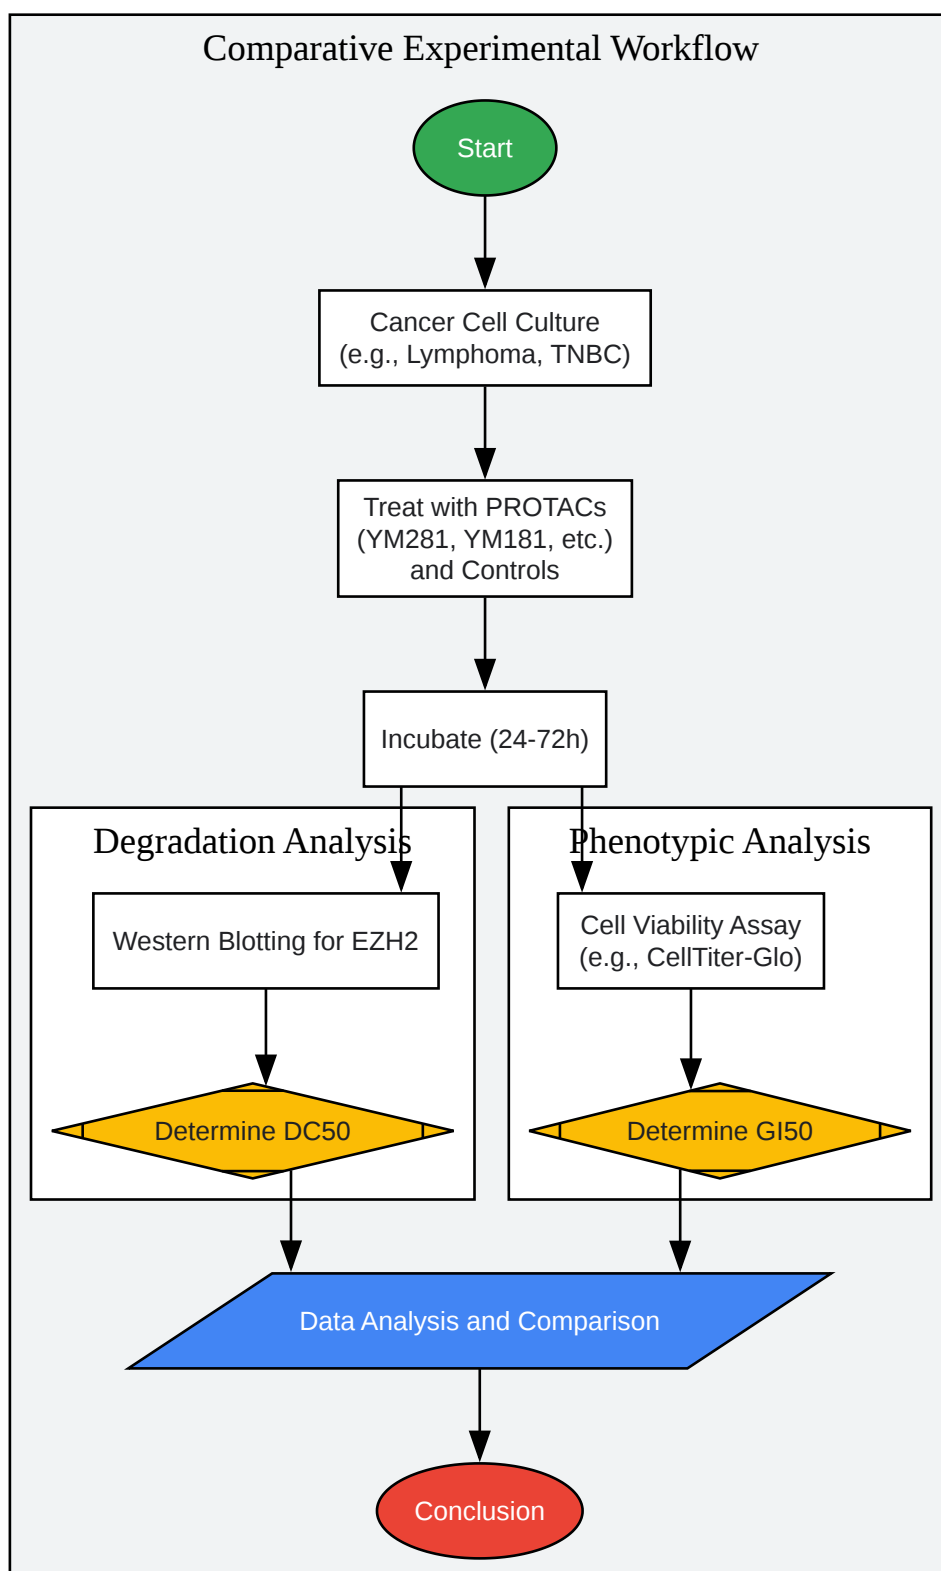 Comparative Experimental Workflow
Start
Cancer Cell Culture
(e.g., Lymphoma, TNBC)
Treat with PROTACs
(YM281, YM181, etc.)
and Controls
Incubate (24-72h)
Degradation Analysis
Western Blotting for EZH2
Determine DC50
Phenotypic Analysis
Cell Viability Assay
(e.g., CellTiter-Glo)
Determine GI50
Data Analysis and Comparison
Conclusion